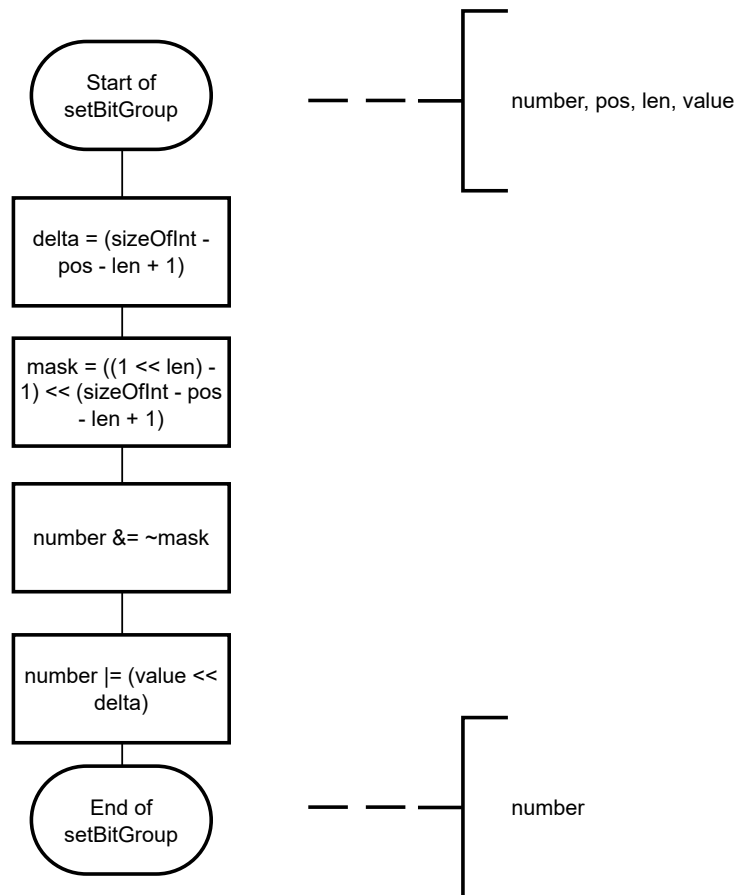 Start of
setBitGroup
number, pos, len, value
delta = (sizeOfInt -
pos - len + 1)
mask = ((1 << len) -
1) << (sizeOfInt - pos
- len + 1)
number &= ~mask
number |= (value <<
delta)
End of
setBitGroup
number